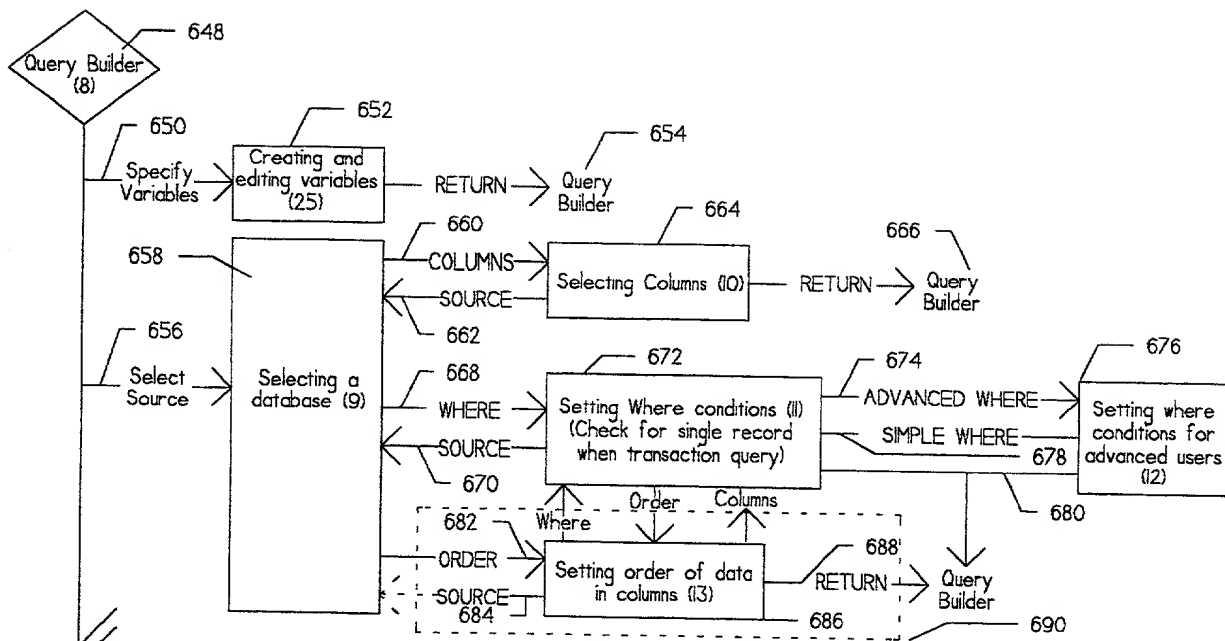 648
Query Builder
(8)
650
652
654
Specify
Variables
Creating and
editing variables
(25)
RETURN
Query
Builder
660
664
666
658
COLUMNS
Selecting Columns (10)
RETURN
Query
Builder
SOURCE
662
656
Select
Source
Selecting a
database (9)
668
672
674
676
WHERE
Setting Where conditions (11)
(Check for single record
when transaction query)
ADVANCED WHERE
Setting where
conditions for
advanced users
(12)
SOURCE
SIMPLE WHERE
670
678
680
Where
Order
Columns
682
688
ORDER
Setting order of data
in columns (13)
RETURN
Query
Builder
SOURCE
684
686
690